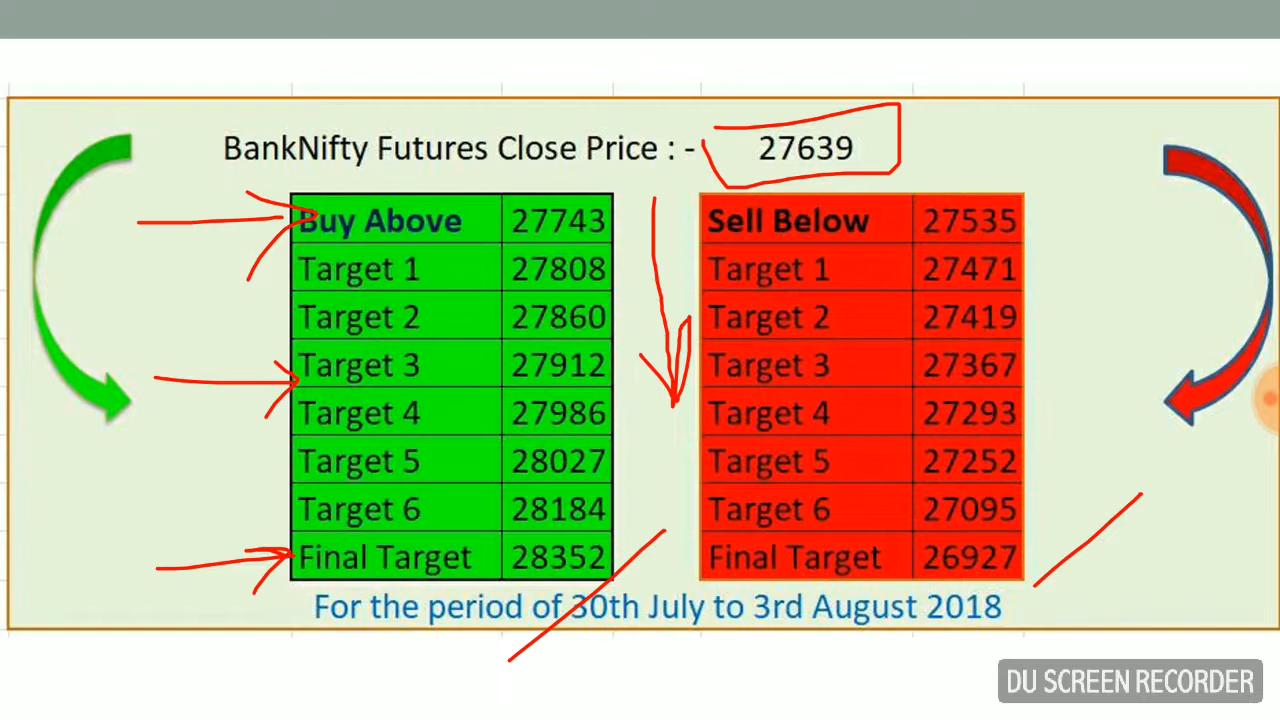 BankNifty Futures Close Price : - 27639
Buy Above 27743 Sell Below 27535
Target 1 27808 Target 1 27471
Target 2 27860 Target 2 27419
Target 3 27912 Target 3 27367
Target 4 27986 Target 4 27293
Target 5 28027 Target 5 27252
Target 6 28184 Target 6 27095
Final Target 28352 Final Target 26927
For the period of 30th July to 3rd August 2018
DU SCREEN RECORDER